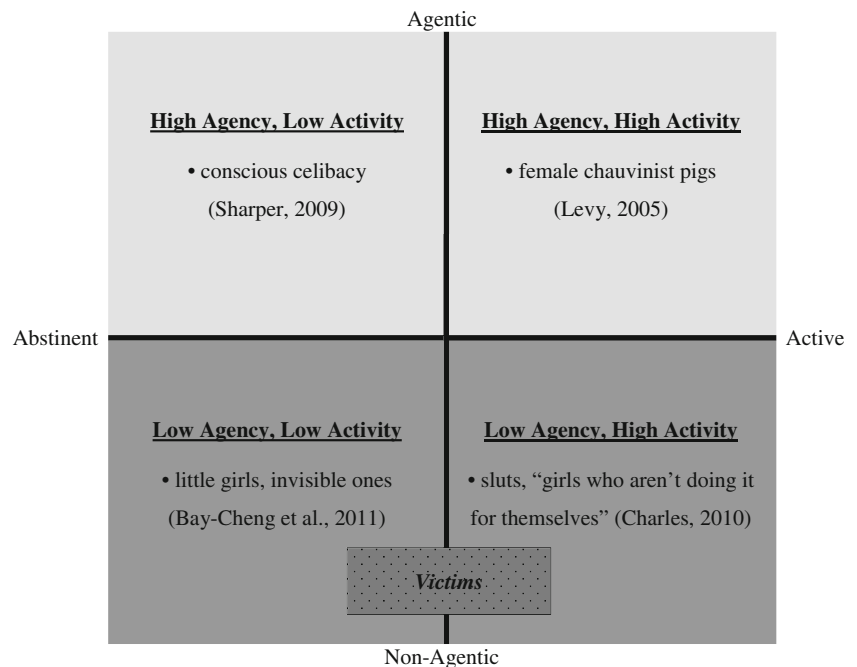 Agentic
High Agency, Low Activity
• conscious celibacy
(Sharper, 2009)
High Agency, High Activity
• female chauvinist pigs
(Levy, 2005)
Abstinent
Active
Low Agency, Low Activity
• little girls, invisible ones
(Bay-Cheng et al., 2011)
Low Agency, High Activity
• sluts, “girls who aren’t doing it
for themselves” (Charles, 2010)
Victims
Non-Agentic